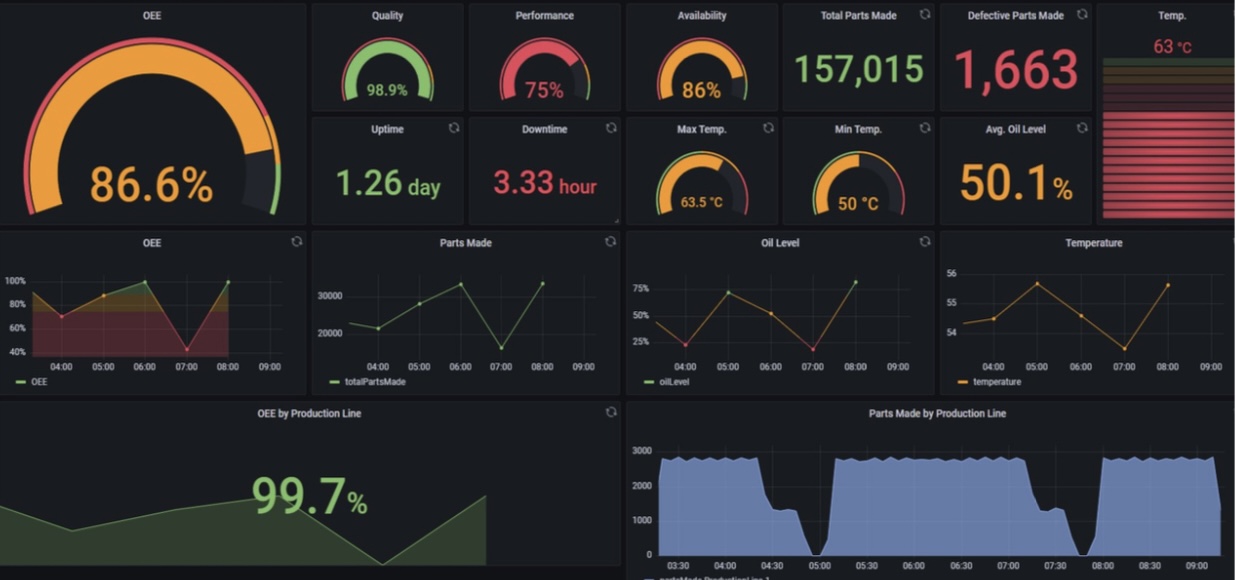 OEE
Quality
Performance
Availability
Total Parts Made
Defective Parts Made
Temp.
86.6%
98.9%
75%
86%
157,015
1,663
63 °C
Uptime
Downtime
Max Temp.
Min Temp.
Avg. Oil Level
1.26 day
3.33 hour
63.5 °C
50 °C
50.1%
OEE
100%
80%
60%
40%
04:00 05:00 06:00 07:00 08:00 09:00
OEE
Parts Made
30000
20000
04:00 05:00 06:00 07:00 08:00 09:00
totalPartsMade
Oil Level
75%
50%
25%
04:00 05:00 06:00 07:00 08:00 09:00
oilLevel
Temperature
56
55
54
04:00 05:00 06:00 07:00 08:00 09:00
temperature
OEE by Production Line
99.7%
Parts Made by Production Line
3000
2000
1000
0
03:30 04:00 04:30 05:00 05:30 06:00 06:30 07:00 07:30 08:00 08:30 09:00